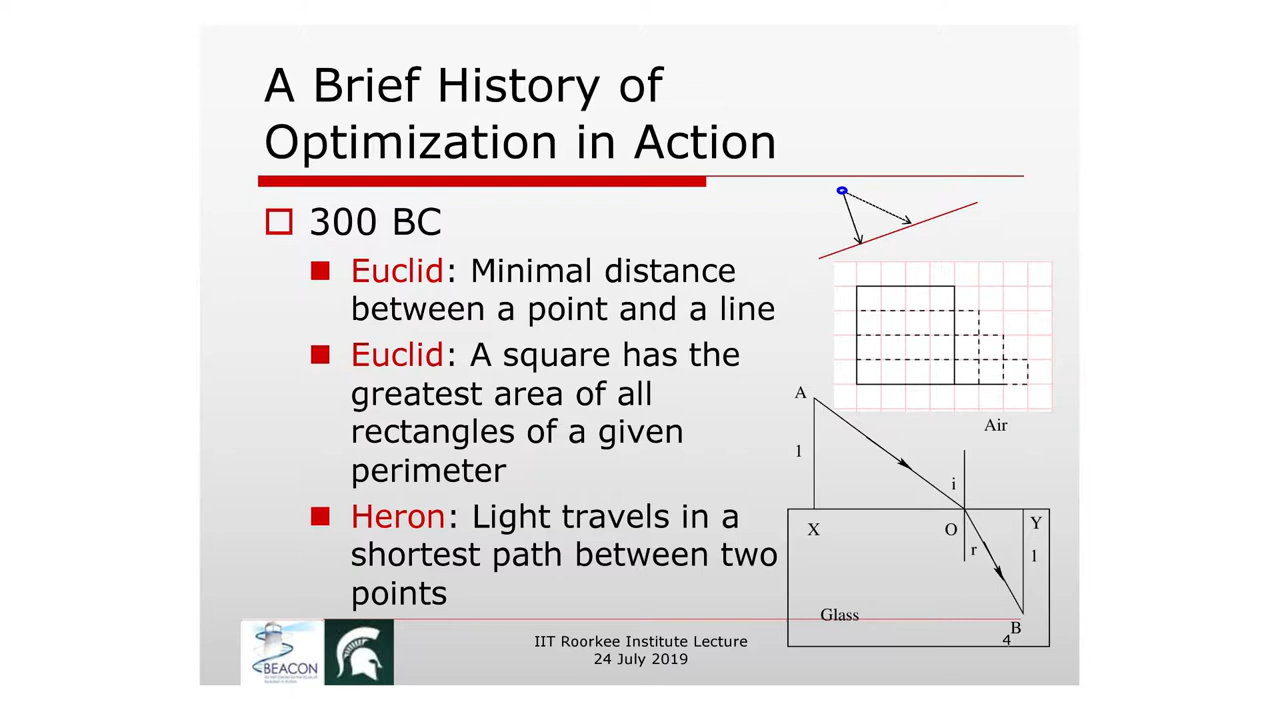 A Brief History of
Optimization in Action
300 BC
Euclid: Minimal distance
between a point and a line
Euclid: A square has the
greatest area of all
rectangles of a given
perimeter
Heron: Light travels in a
shortest path between two
points
A
Air
1
i
X
O
Y
r
1
Glass
B
4
BEACON
IIT Roorkee Institute Lecture
24 July 2019